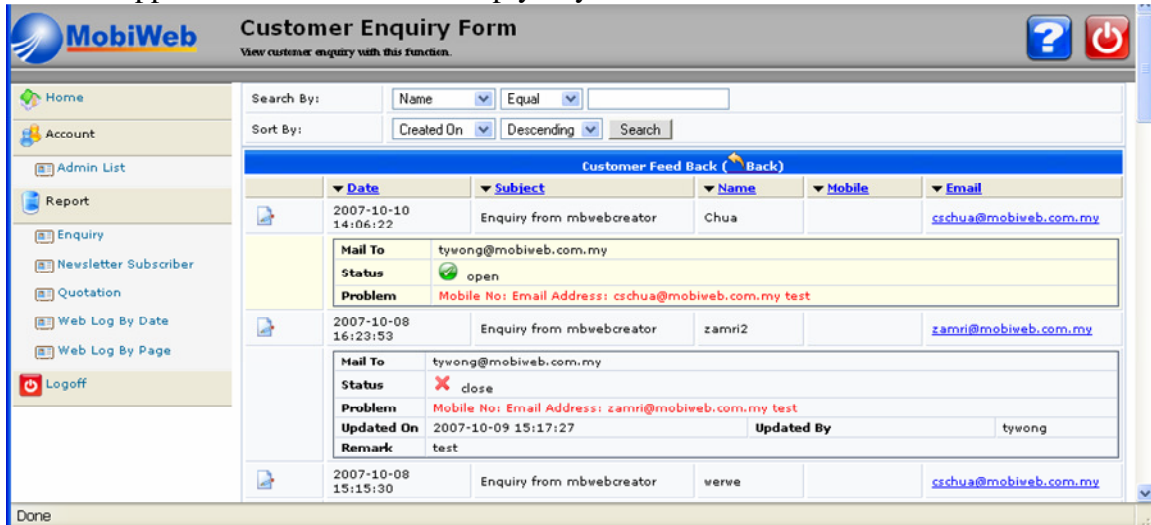 MobiWeb
Customer Enquiry Form
View customer enquiry with this function.
Home
Account
Admin List
Report
Enquiry
Newsletter Subscriber
Quotation
Web Log By Date
Web Log By Page
Logoff
Search By: Name Equal
Sort By: Created On Descending Search
Customer Feed Back (Back)
Date Subject Name Mobile Email
2007-10-10 14:06:22 Enquiry from mbwebcreator Chua cschua@mobiweb.com.my
Mail To tywong@mobiweb.com.my
Status open
Problem Mobile No: Email Address: cschua@mobiweb.com.my test
2007-10-08 16:23:53 Enquiry from mbwebcreator zamri2 zamri@mobiweb.com.my
Mail To tywong@mobiweb.com.my
Status close
Problem Mobile No: Email Address: zamri@mobiweb.com.my test
Updated On 2007-10-09 15:17:27 Updated By tywong
Remark test
2007-10-08 15:15:30 Enquiry from mbwebcreator werwe cschua@mobiweb.com.my
Done